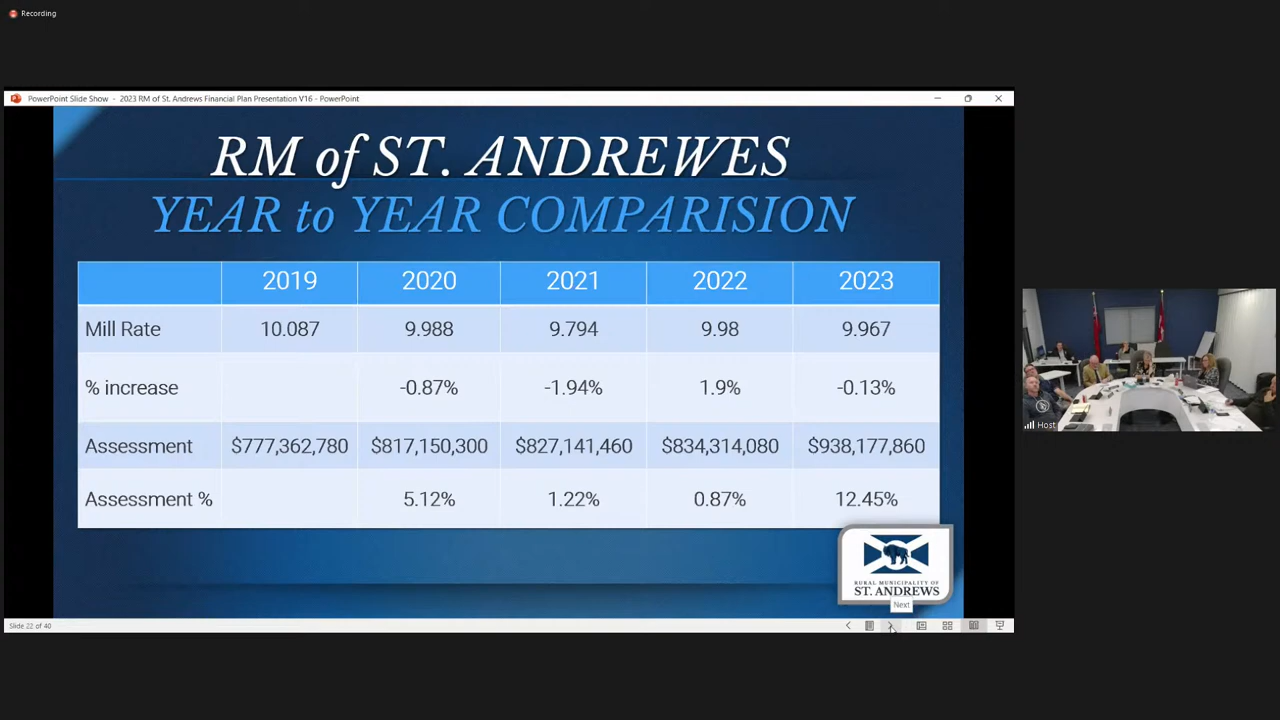 Recording
PowerPoint Slide Show - 2023 RM of St. Andrews Financial Plan Presentation V16 - PowerPoint
RM of ST. ANDREWES
YEAR to YEAR COMPARISION
2019 2020 2021 2022 2023
Mill Rate 10.087 9.988 9.794 9.98 9.967
% increase -0.87% -1.94% 1.9% -0.13%
Assessment $777,362,780 $817,150,300 $827,141,460 $834,314,080 $938,177,860
Assessment % 5.12% 1.22% 0.87% 12.45%
RURAL MUNICIPALITY OF
ST. ANDREWS
Next
Slide 22 of 40
Host